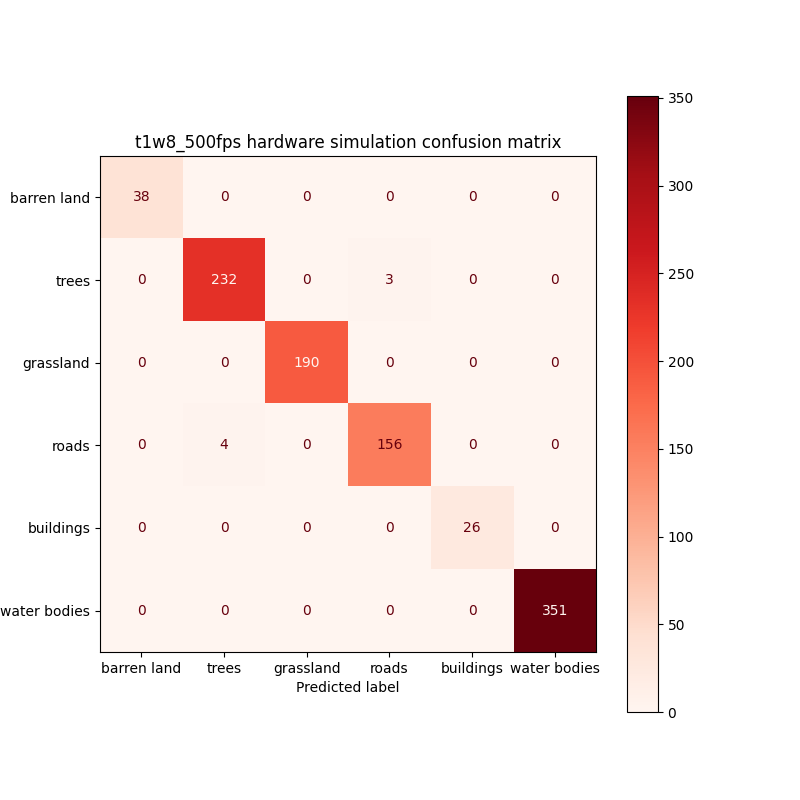 t1w8_500fps hardware simulation confusion matrix
barren land 38 0 0 0 0 0
trees 0 232 0 3 0 0
grassland 0 0 190 0 0 0
roads 0 4 0 156 0 0
buildings 0 0 0 0 26 0
water bodies 0 0 0 0 0 351
barren land trees grassland roads buildings water bodies
Predicted label
350
300
250
200
150
100
50
0